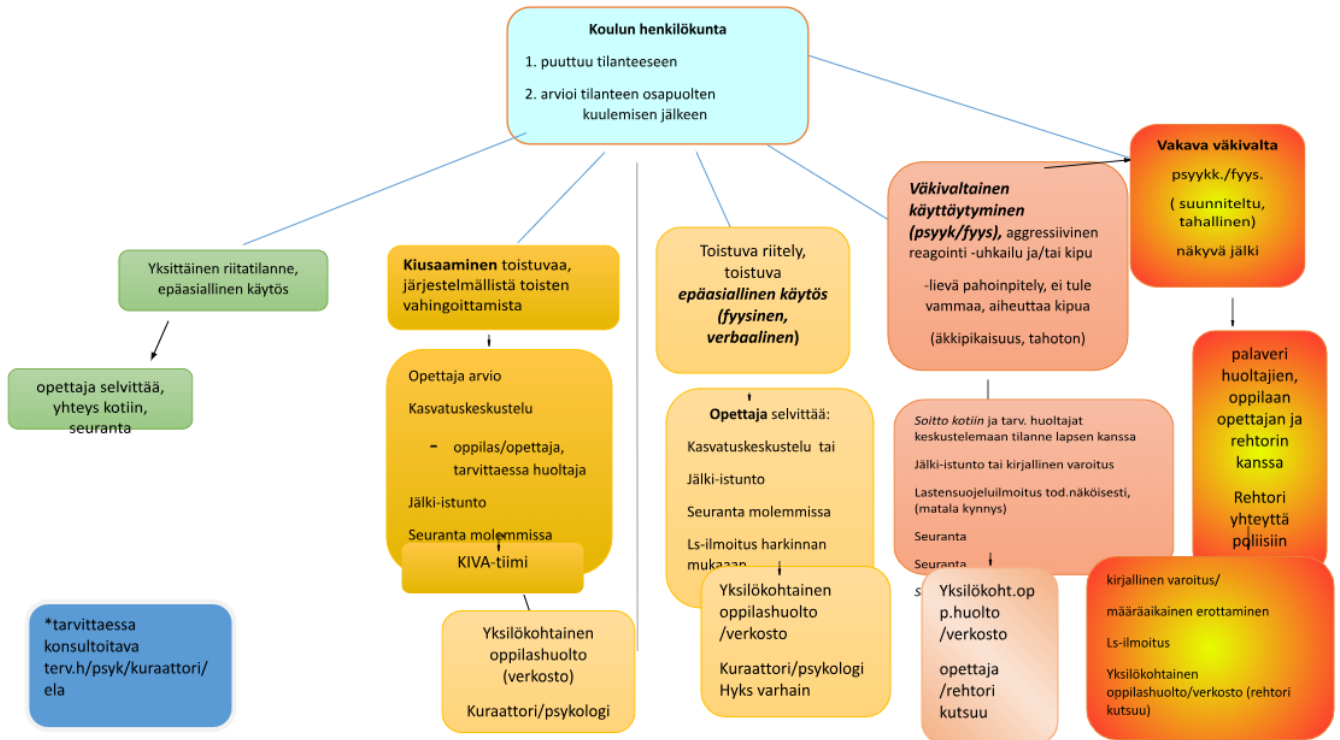 Koulun henkilökunta
1. puuttuu tilanteeseen
2. arvioi tilanteen osapuolten
kuulemisen jälkeen
Yksittäinen riitatilanne,
epäasiallinen käytös
opettaja selvittää,
yhteys kotiin,
seuranta
*tarvittaessa
konsultoitava
terv.h/psyk/kuraattori/
ela
Kiusaaminen toistuvaa,
järjestelmällistä toisten
vahingoittamista
Opettaja arvio
Kasvatuskeskustelu
- oppilas/opettaja,
tarvittaessa huoltaja
Jälki-istunto
Seuranta molemmissa
KIVA-tiimi
Yksilökohtainen
oppilashuolto
(verkosto)
Kuraattori/psykologi
Toistuva riitely,
toistuva
epäasiallinen käytös
(fyysinen,
verbaalinen)
Opettaja selvittää:
Kasvatuskeskustelu tai
Jälki-istunto
Seuranta molemmissa
Ls-ilmoitus harkinnan
mukaaan
Yksilökohtainen
oppilashuolto
/verkosto
Kuraattori/psykologi
Hyks varhain
Väkivaltainen
käyttäytyminen
(psyyk/fyys), aggressiivinen
reagointi -uhkailu ja/tai kipu
-lievä pahoinpitely, ei tule
vammaa, aiheuttaa kipua
(äkkipikaisuus, tahoton)
Soitto kotiin ja tarv. huoltajat
keskustelemaan tilanne lapsen kanssa
Jälki-istunto tai kirjallinen varoitus
Lastensuojeluilmoitus tod.näköisesti,
(matala kynnys)
Seuranta
Seuranta
s
Yksilökoht.op
p.huolto
/verkosto
opettaja
/rehtori
kutsuu
Vakava väkivalta
psyykk./fyys.
( suunniteltu,
tahallinen)
näkyvä jälki
palaveri
huoltajien,
oppilaan
opettajan ja
rehtorin
kanssa
Rehtori
yhteyttä
poliisiin
kirjallinen varoitus/
määräaikainen erottaminen
Ls-ilmoitus
Yksilökohtainen
oppilashuolto/verkosto (rehtori
kutsuu)